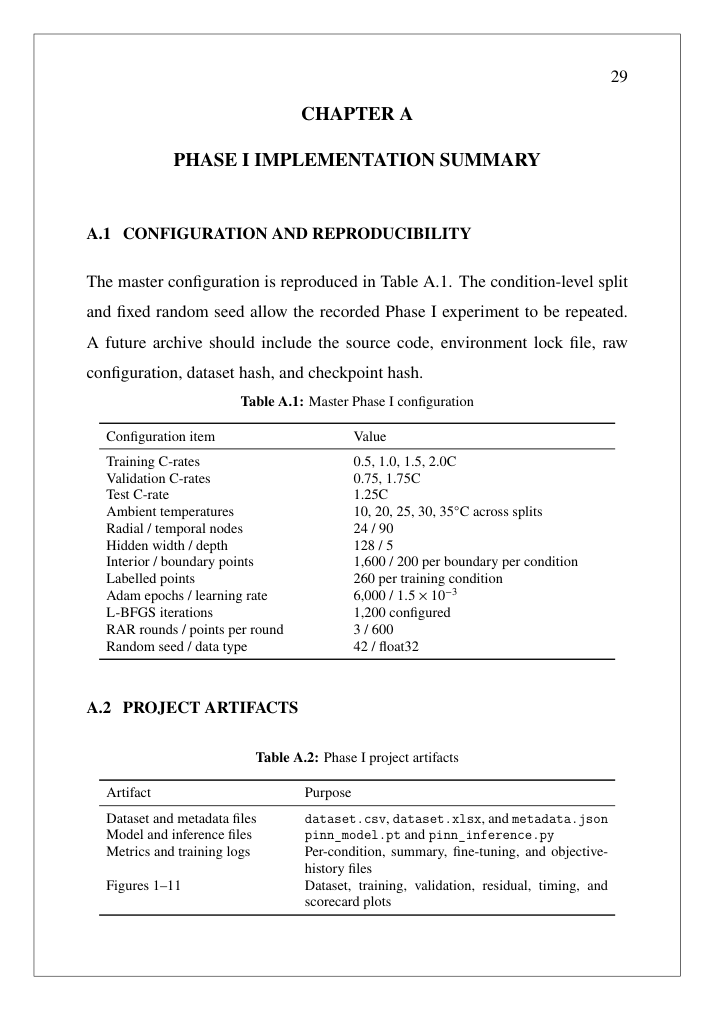 29
CHAPTER A
PHASE I IMPLEMENTATION SUMMARY
A.1 CONFIGURATION AND REPRODUCIBILITY
The master configuration is reproduced in Table A.1. The condition-level split
and fixed random seed allow the recorded Phase I experiment to be repeated.
A future archive should include the source code, environment lock file, raw
configuration, dataset hash, and checkpoint hash.
Table A.1: Master Phase I configuration
Configuration item Value
Training C-rates 0.5, 1.0, 1.5, 2.0C
Validation C-rates 0.75, 1.75C
Test C-rate 1.25C
Ambient temperatures 10, 20, 25, 30, 35°C across splits
Radial / temporal nodes 24 / 90
Hidden width / depth 128 / 5
Interior / boundary points 1,600 / 200 per boundary per condition
Labelled points 260 per training condition
Adam epochs / learning rate 6,000 / 1.5 × 10⁻³
L-BFGS iterations 1,200 configured
RAR rounds / points per round 3 / 600
Random seed / data type 42 / float32
A.2 PROJECT ARTIFACTS
Table A.2: Phase I project artifacts
Artifact Purpose
Dataset and metadata files dataset.csv, dataset.xlsx, and metadata.json
Model and inference files pinn_model.pt and pinn_inference.py
Metrics and training logs Per-condition, summary, fine-tuning, and objective-
history files
Figures 1–11 Dataset, training, validation, residual, timing, and
scorecard plots